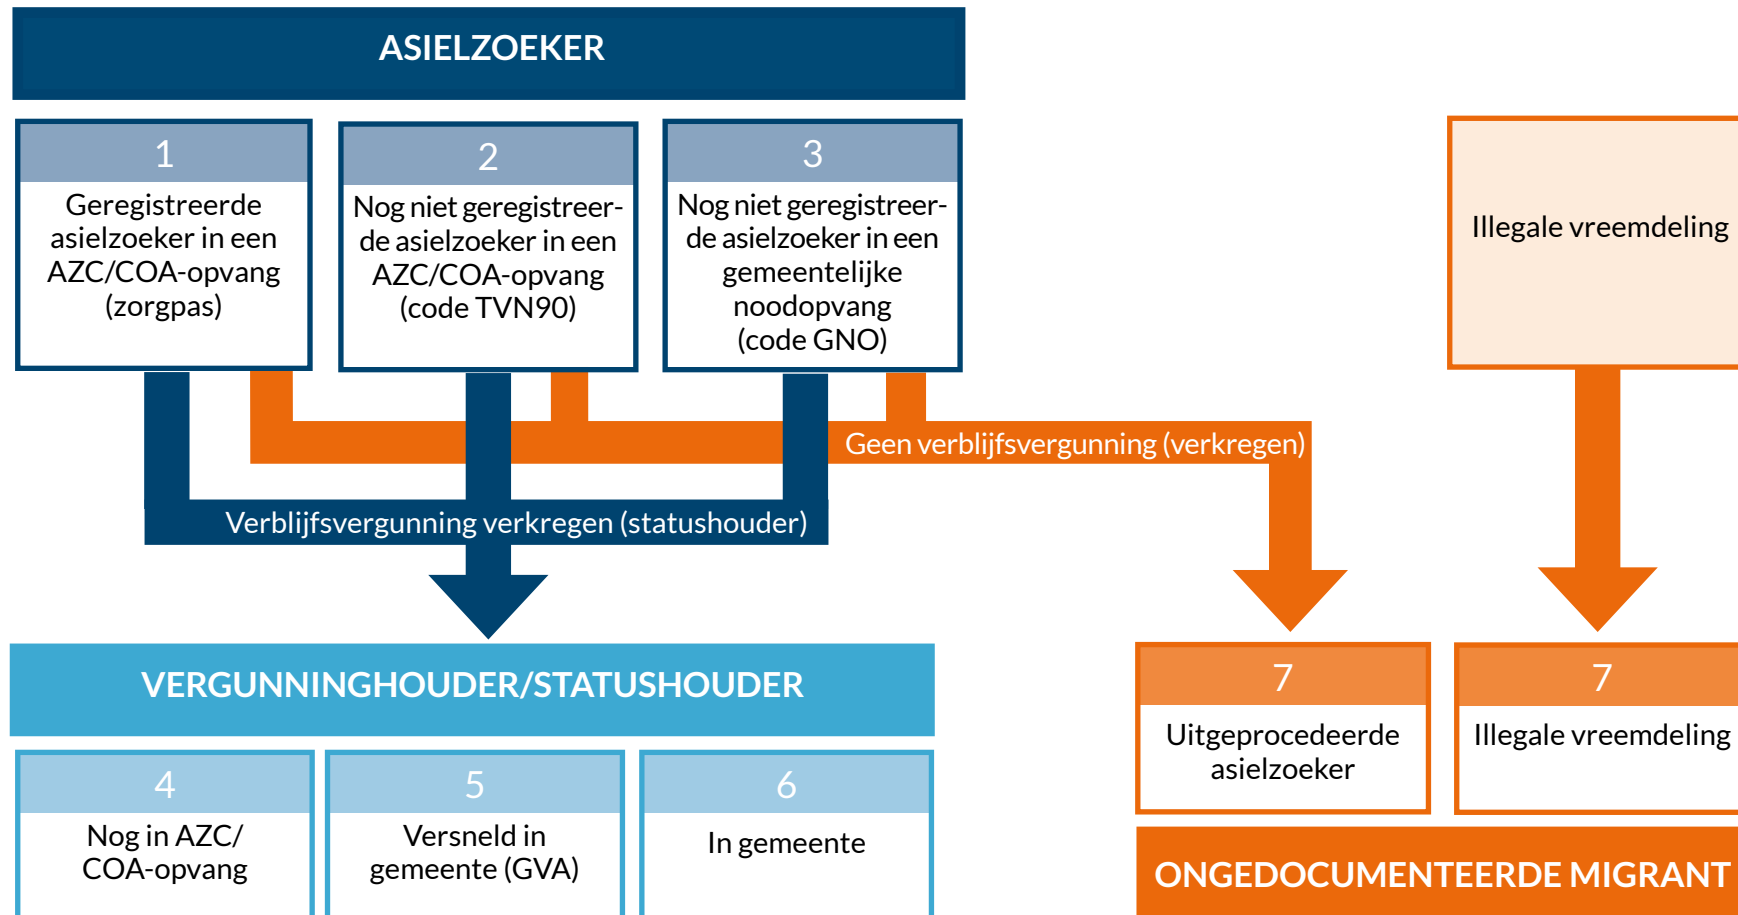 ASIELZOEKER
1
Geregistreerde
asielzoeker in een
AZC/COA-opvang
(zorgpas)
2
Nog niet geregistreer-
de asielzoeker in een
AZC/COA-opvang
(code TVN90)
3
Nog niet geregistreer-
de asielzoeker in een
gemeentelijke
noodopvang
(code GNO)
Illegale vreemdeling
Geen verblijfsvergunning (verkregen)
Verblijfsvergunning verkregen (statushouder)
VERGUNNINGHOUDER/STATUSHOUDER
4
Nog in AZC/
COA-opvang
5
Versneld in
gemeente (GVA)
6
In gemeente
7
Uitgeprocedeerde
asielzoeker
7
Illegale vreemdeling
ONGEDOCUMENTEERDE MIGRANT